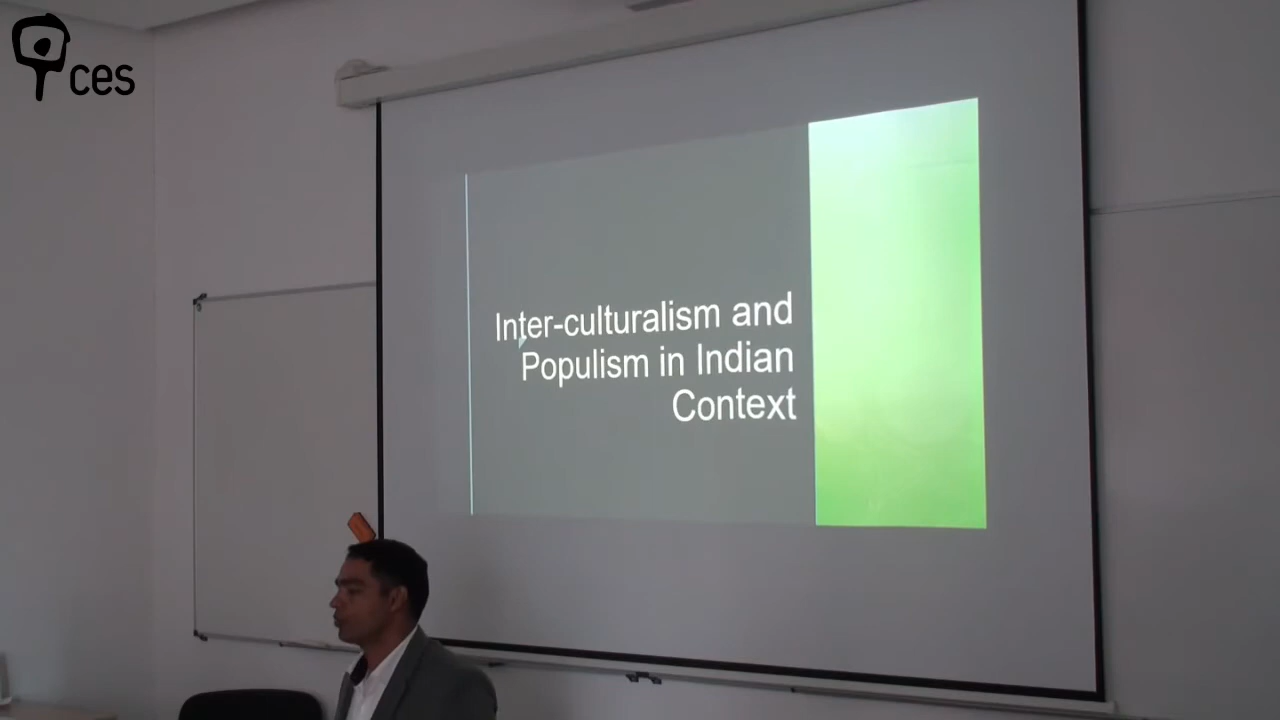 ces
Inter-culturalism and
Populism in Indian
Context